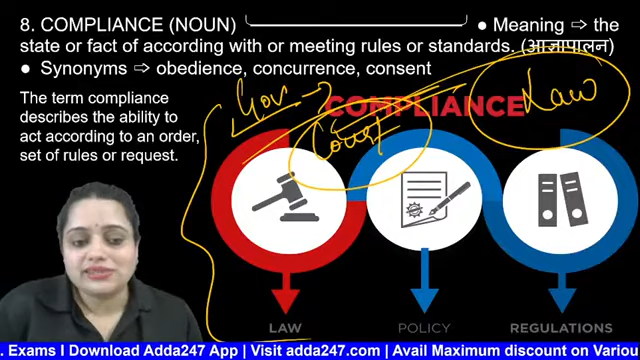 8. COMPLIANCE (NOUN) ● Meaning ⇨ the
state or fact of according with or meeting rules or standards. (आज्ञापालन)
● Synonyms ⇨ obedience, concurrence, consent
The term compliance
describes the ability to
act according to an order,
set of rules or request.
Gov. →
COMPLIANCE
Law
Court
LAW
POLICY
REGULATIONS
. Exams I Download Adda247 App | Visit adda247.com | Avail Maximum discount on Variou